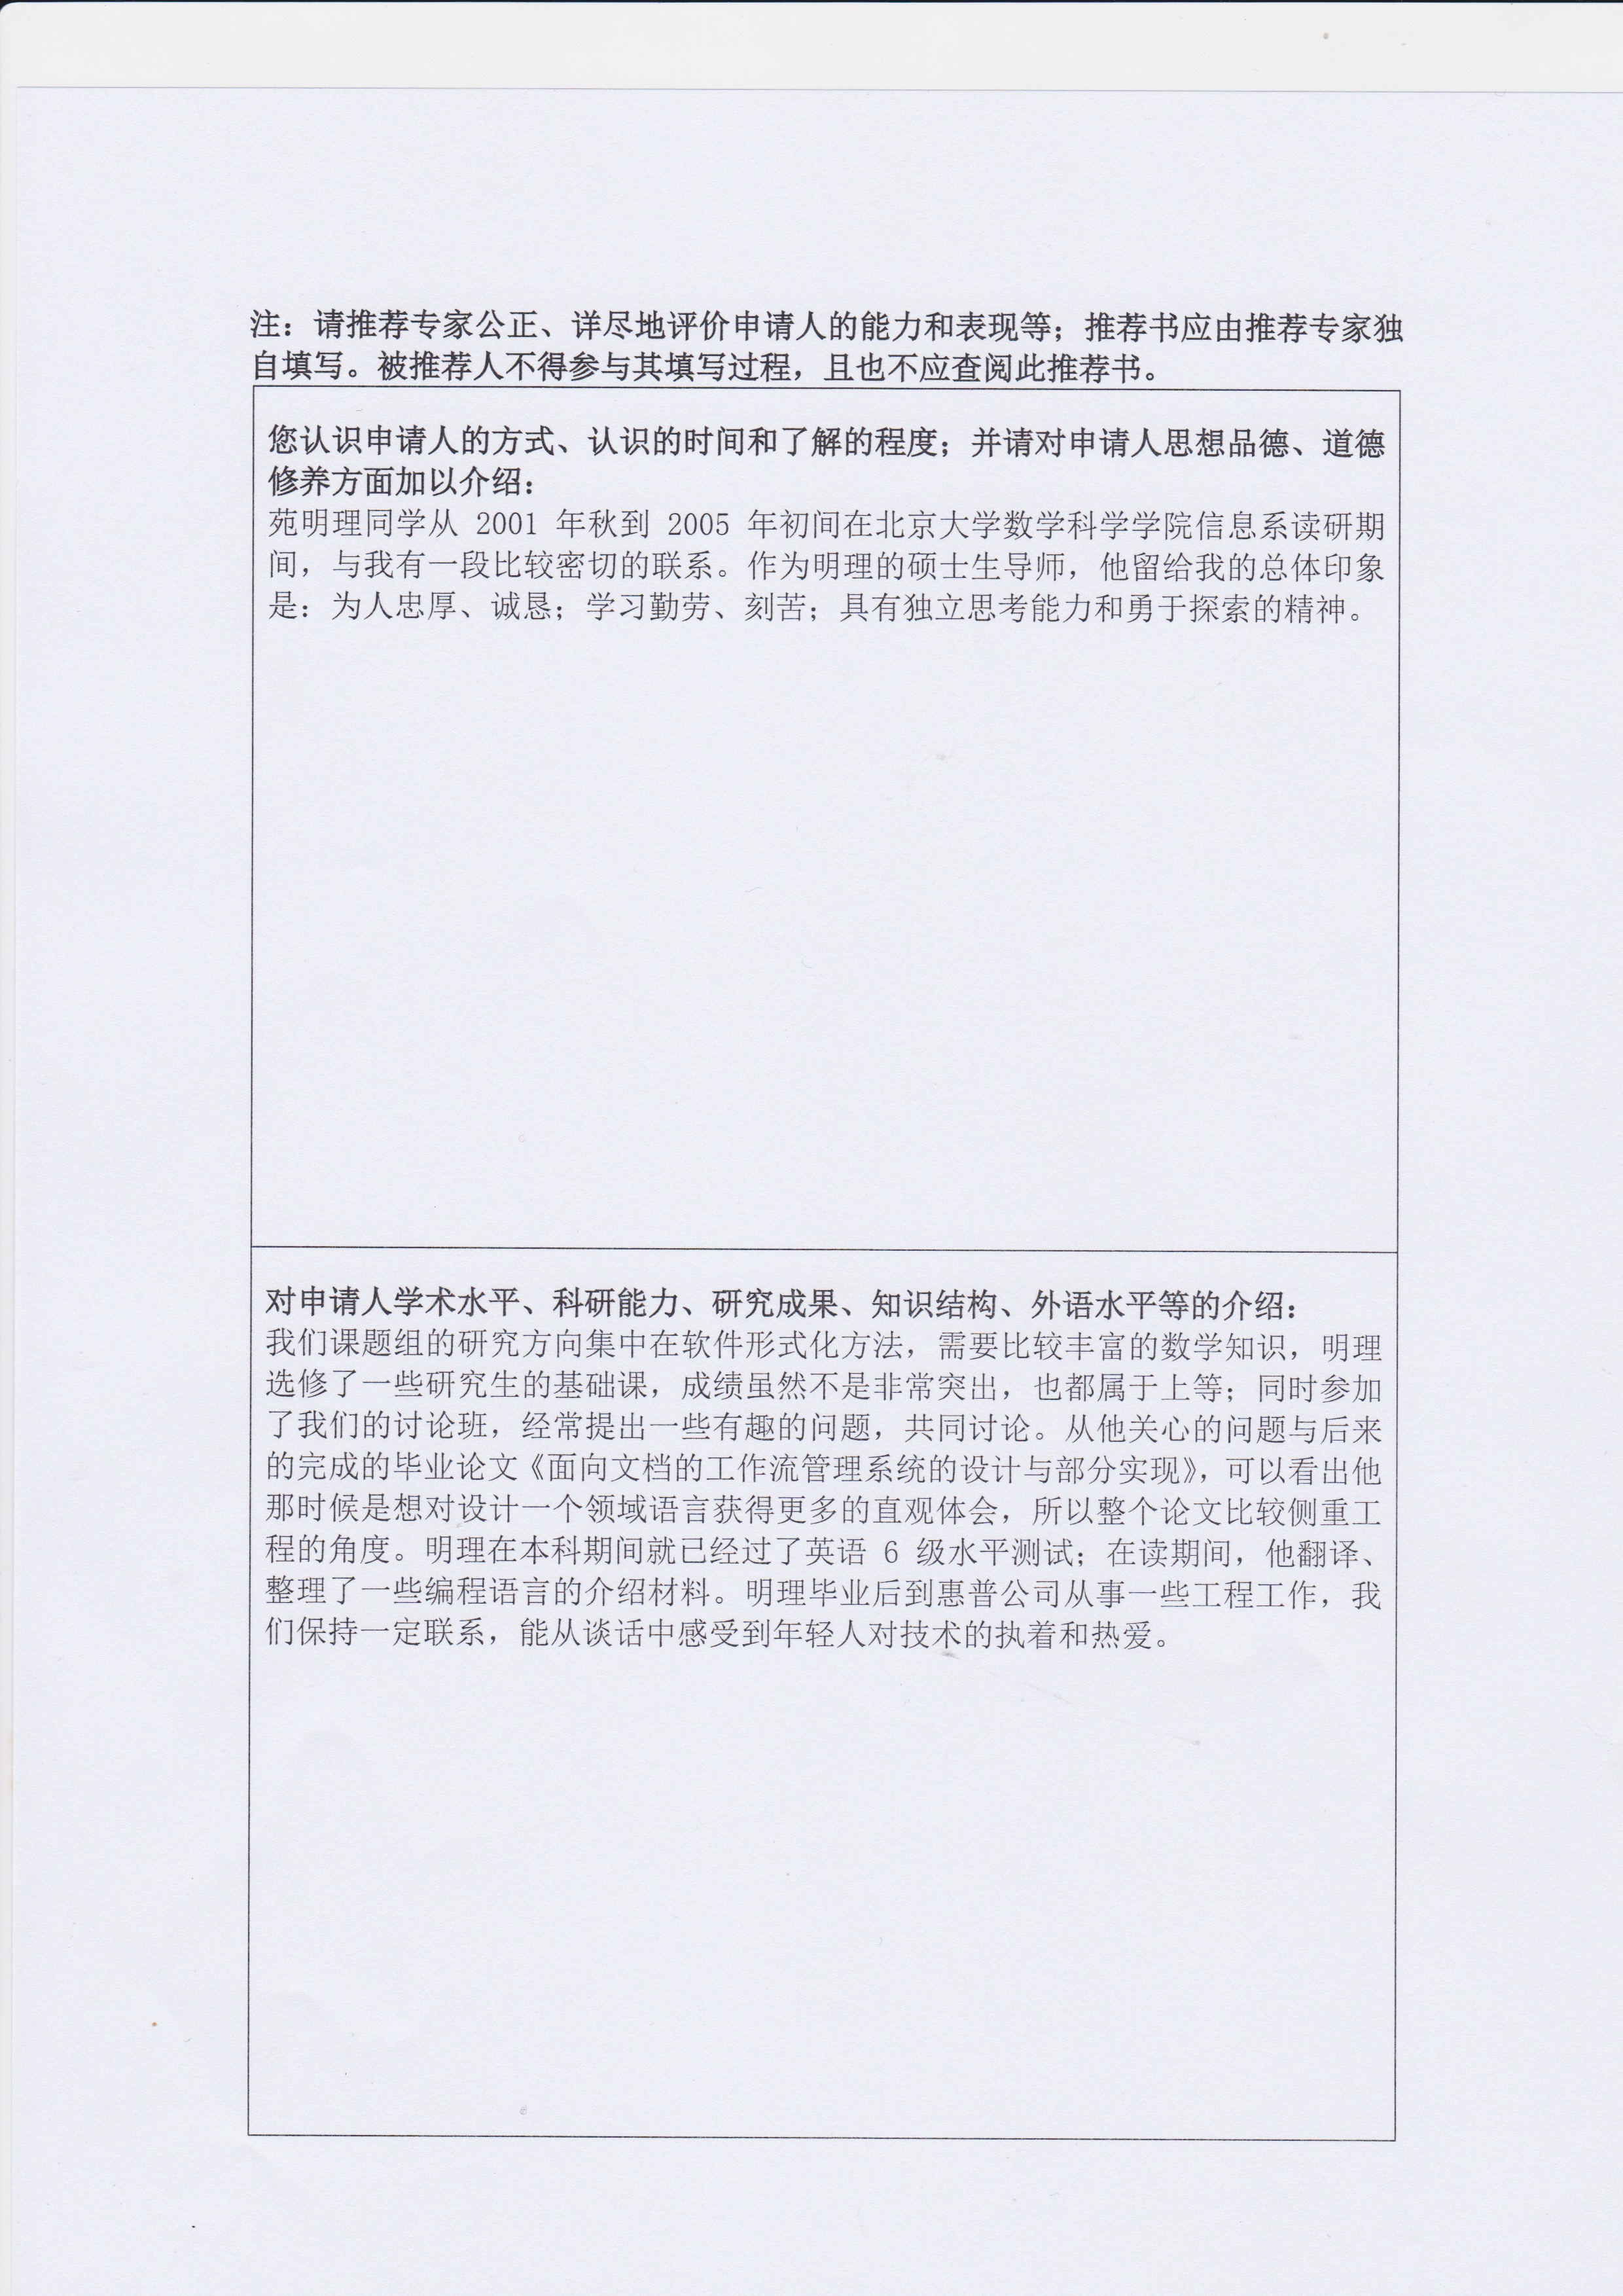 注：请推荐专家公正、详尽地评价申请人的能力和表现等；推荐书应由推荐专家独
自填写。被推荐人不得参与其填写过程，且也不应查阅此推荐书。
您认识申请人的方式、认识的时间和了解的程度；并请对申请人思想品德、道德
修养方面加以介绍：
苑明理同学从 2001 年秋到 2005 年初间在北京大学数学科学学院信息系读研期
间，与我有一段比较密切的联系。作为明理的硕士生导师，他留给我的总体印象
是：为人忠厚、诚恳；学习勤劳、刻苦；具有独立思考能力和勇于探索的精神。
对申请人学术水平、科研能力、研究成果、知识结构、外语水平等的介绍：
我们课题组的研究方向集中在软件形式化方法，需要比较丰富的数学知识，明理
选修了一些研究生的基础课，成绩虽然不是非常突出，也都属于上等；同时参加
了我们的讨论班，经常提出一些有趣的问题，共同讨论。从他关心的问题与后来
的完成的毕业论文《面向文档的工作流管理系统的设计与部分实现》，可以看出他
那时候是想对设计一个领域语言获得更多的直观体会，所以整个论文比较侧重工
程的角度。明理在本科期间就已经过了英语 6 级水平测试；在读期间，他翻译、
整理了一些编程语言的介绍材料。明理毕业后到惠普公司从事一些工程工作，我
们保持一定联系，能从谈话中感受到年轻人对技术的执着和热爱。